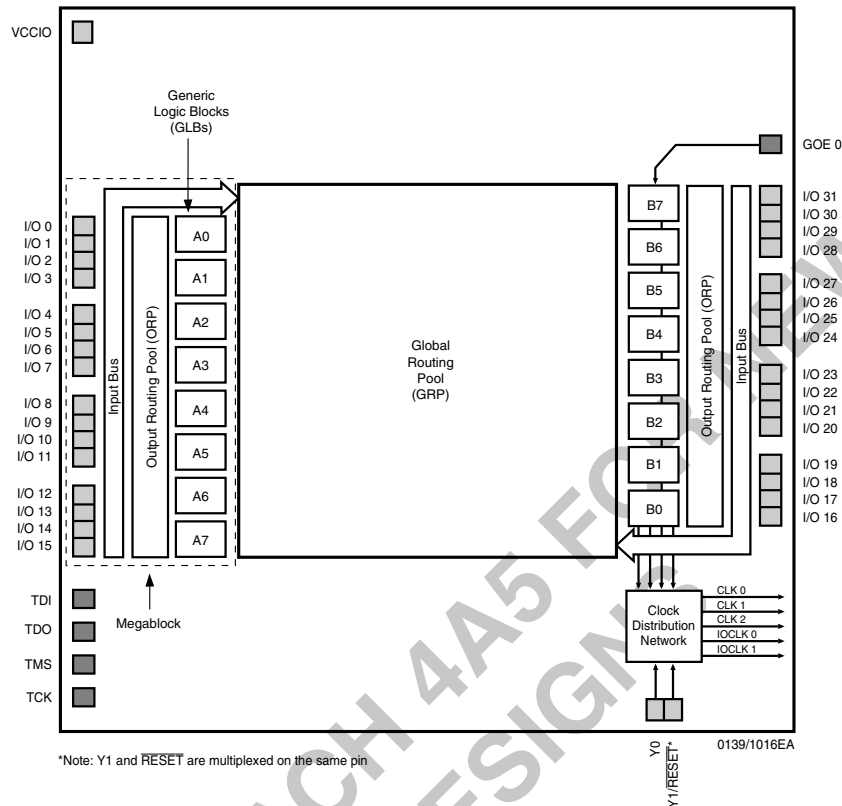 VCCIO
Generic
Logic Blocks
(GLBs)
GOE 0
I/O 0
I/O 1
I/O 2
I/O 3
I/O 4
I/O 5
I/O 6
I/O 7
I/O 8
I/O 9
I/O 10
I/O 11
I/O 12
I/O 13
I/O 14
I/O 15
Input Bus
Output Routing Pool (ORP)
A0
A1
A2
A3
A4
A5
A6
A7
Global
Routing
Pool
(GRP)
B7
B6
B5
B4
B3
B2
B1
B0
Output Routing Pool (ORP)
Input Bus
I/O 31
I/O 30
I/O 29
I/O 28
I/O 27
I/O 26
I/O 25
I/O 24
I/O 23
I/O 22
I/O 21
I/O 20
I/O 19
I/O 18
I/O 17
I/O 16
TDI
TDO
TMS
TCK
Megablock
Clock
Distribution
Network
CLK 0
CLK 1
CLK 2
IOCLK 0
IOCLK 1
Y0
Y1/RESET*
0139/1016EA
*Note: Y1 and RESET are multiplexed on the same pin
CH 4A5 FOR NEW
DESIGNS